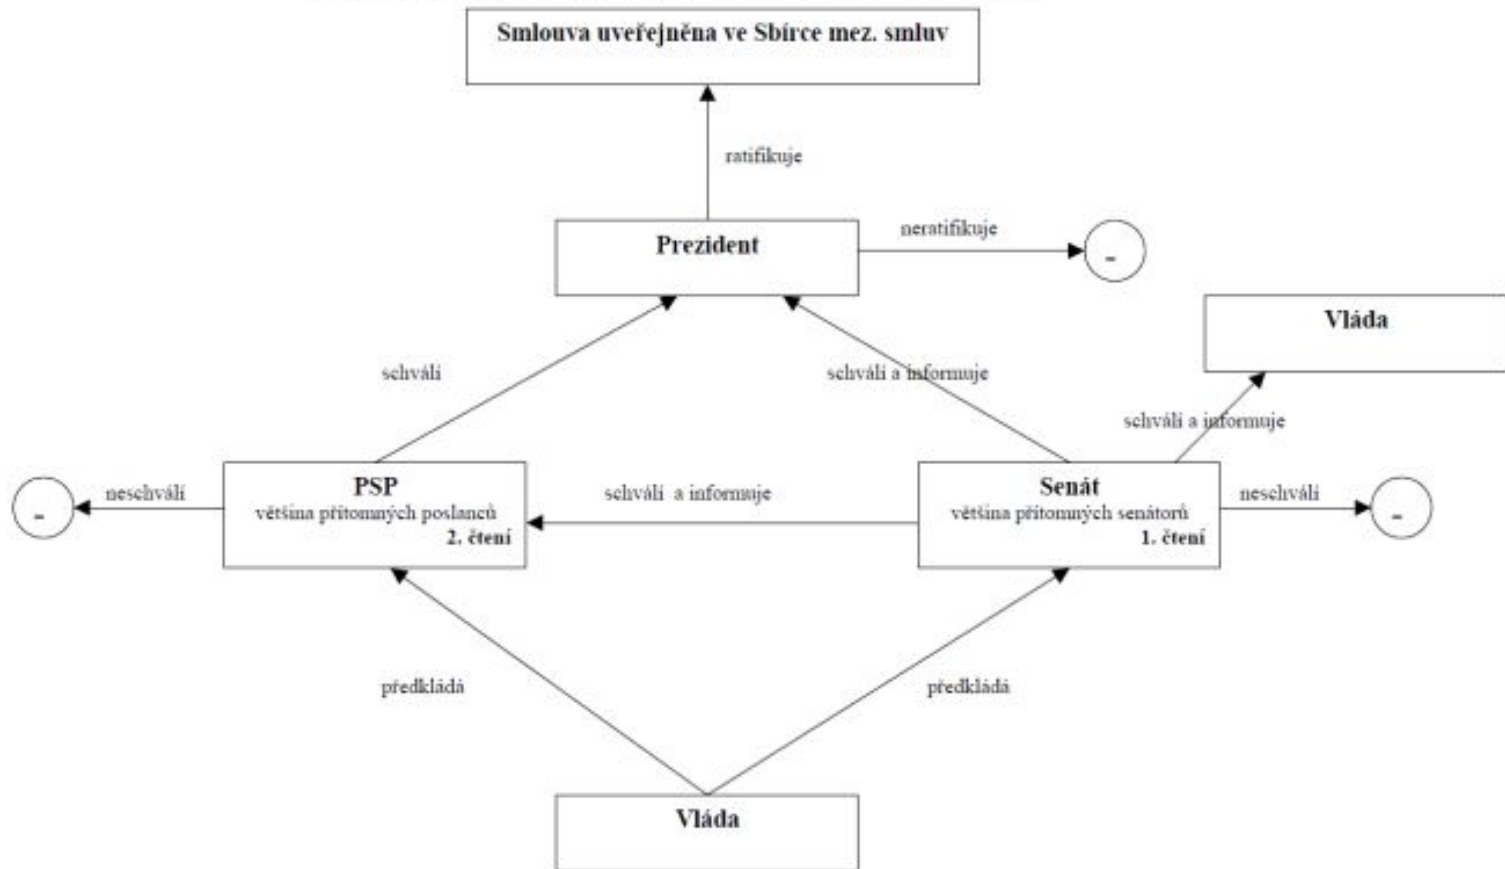 Smlouva uveřejněna ve Sbírce mez. smluv
ratifikuje
Prezident
neratifikuje
-
Vláda
schválí
schválí a informuje
schválí a informuje
neschválí
-
PSP
většina přítomných poslanců
2. čtení
schválí a informuje
Senát
většina přítomných senátorů
1. čtení
neschválí
-
předkládá
předkládá
Vláda